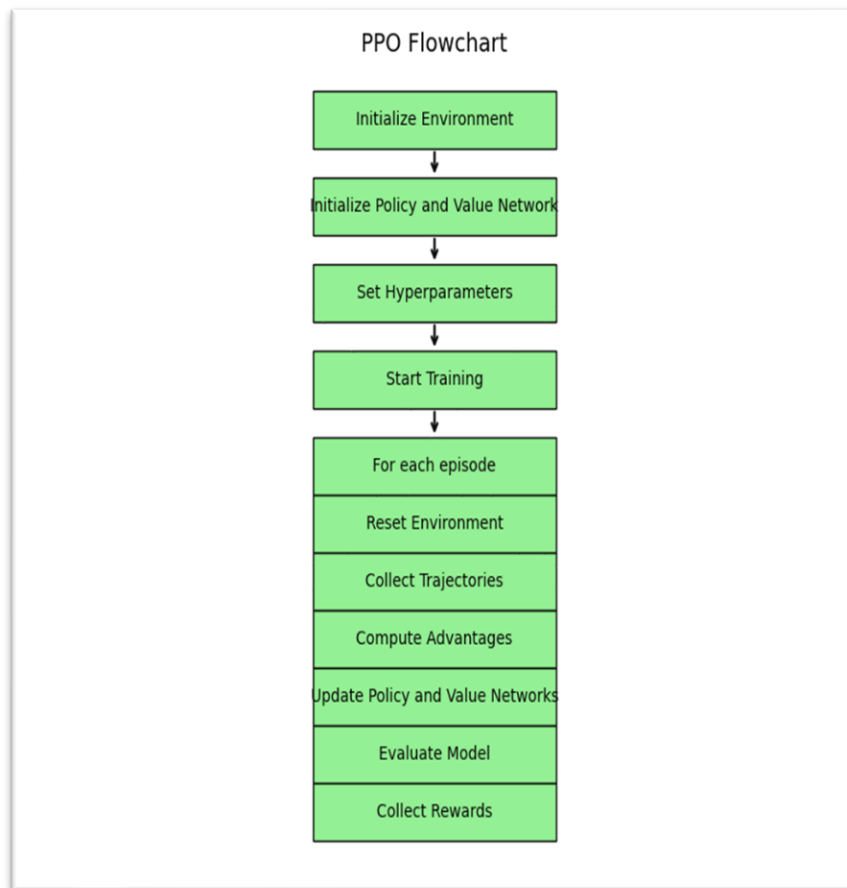 PPO Flowchart
Initialize Environment
Initialize Policy and Value Network
Set Hyperparameters
Start Training
For each episode
Reset Environment
Collect Trajectories
Compute Advantages
Update Policy and Value Networks
Evaluate Model
Collect Rewards